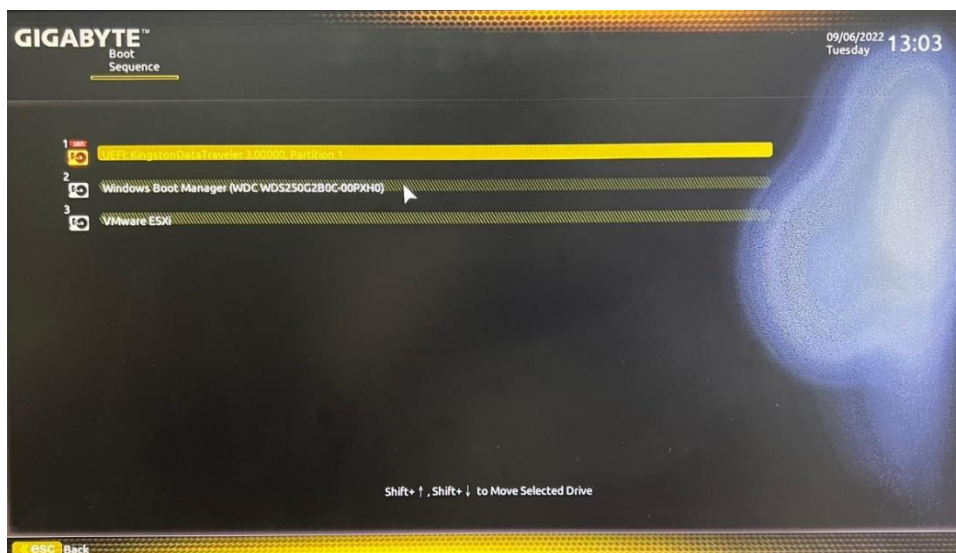 GIGABYTE™
Boot
Sequence
09/06/2022
Tuesday
13:03
1 UEFI
UEFI: KingstonDataTraveler 3.00000, Partition 1
2
Windows Boot Manager (WDC WDS250G2B0C-00PXH0)
3
VMware ESXi
Shift+↑, Shift+↓ to Move Selected Drive
«esc Back